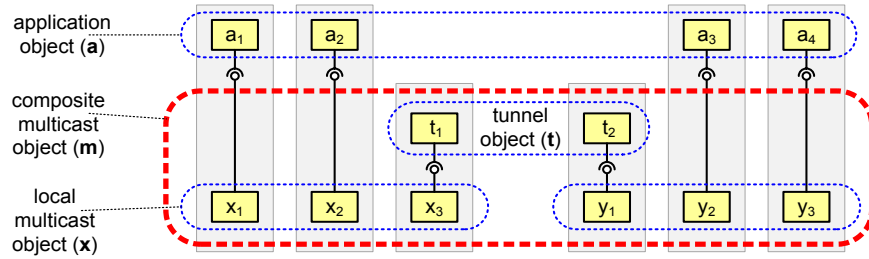 application
object (a)
a1 a2 a3 a4
composite
multicast
object (m)
t1 tunnel t2
object (t)
local
multicast
object (x)
x1 x2 x3 y1 y2 y3